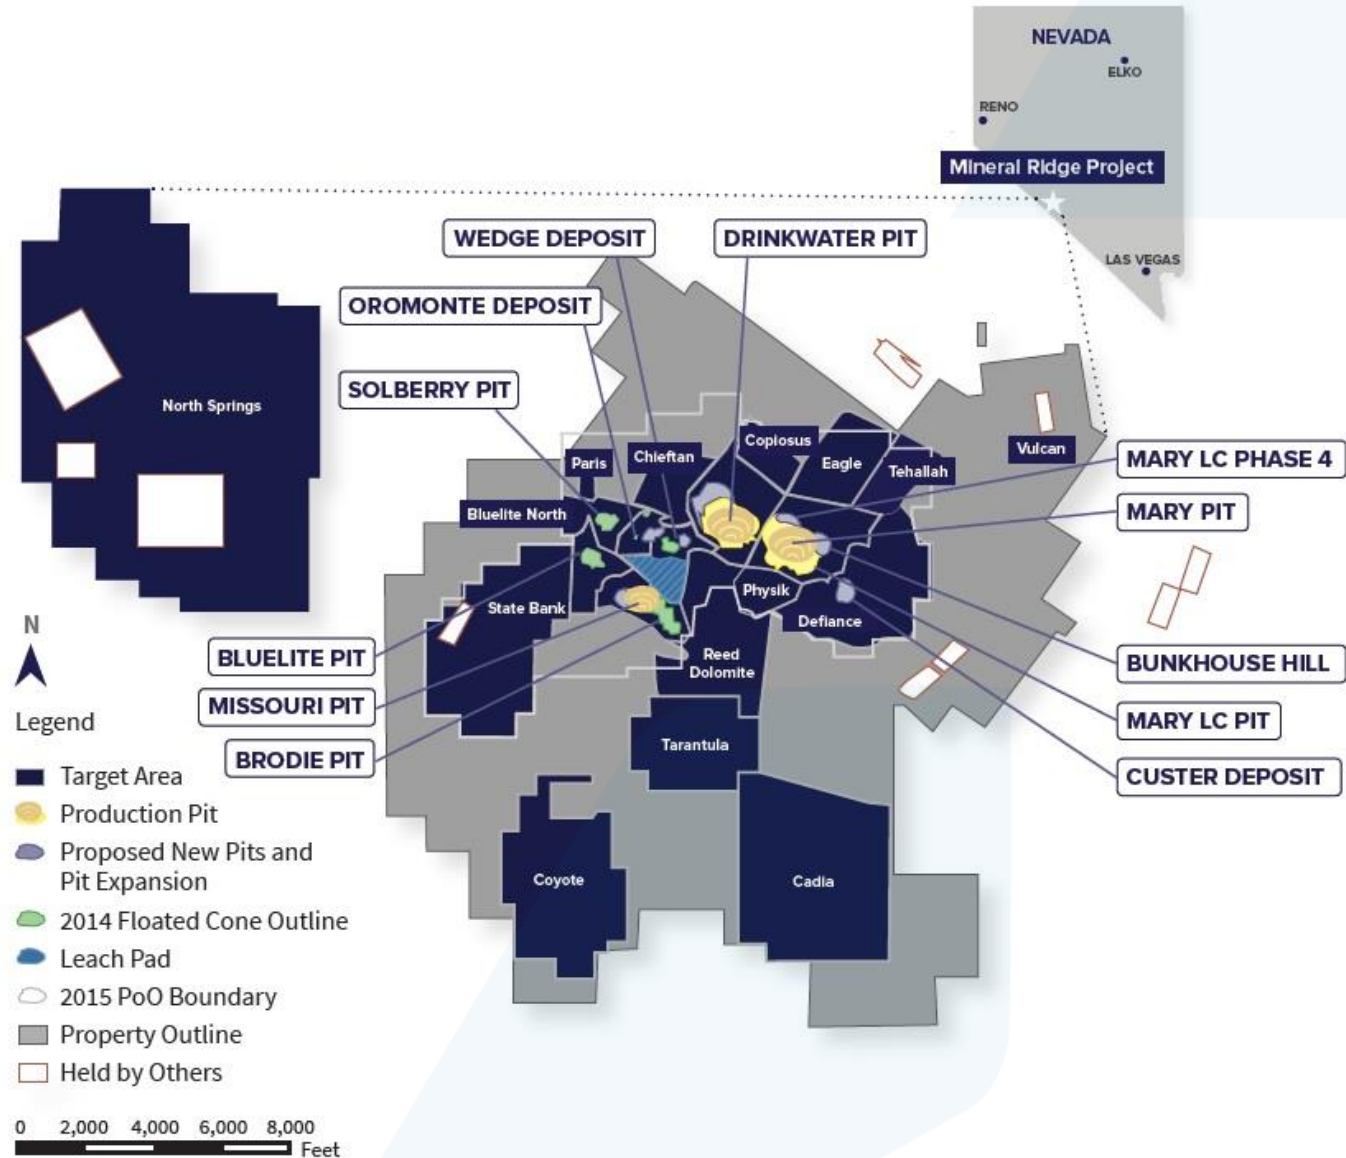 NEVADA
ELKO
RENO
Mineral Ridge Project
LAS VEGAS
WEDGE DEPOSIT
DRINKWATER PIT
OROMONTE DEPOSIT
SOLBERRY PIT
North Springs
Copiosus
Chieftan
Paris
Eagle
Tehallah
Vulcan
MARY LC PHASE 4
MARY PIT
Bluelite North
State Bank
Physik
Defiance
Reed
Dolomite
BLUELITE PIT
MISSOURI PIT
BRODIE PIT
BUNKHOUSE HILL
MARY LC PIT
CUSTER DEPOSIT
Tarantula
Coyote
Cadia
N
Legend
Target Area
Production Pit
Proposed New Pits and
Pit Expansion
2014 Floated Cone Outline
Leach Pad
2015 PoO Boundary
Property Outline
Held by Others
0 2,000 4,000 6,000 8,000
Feet